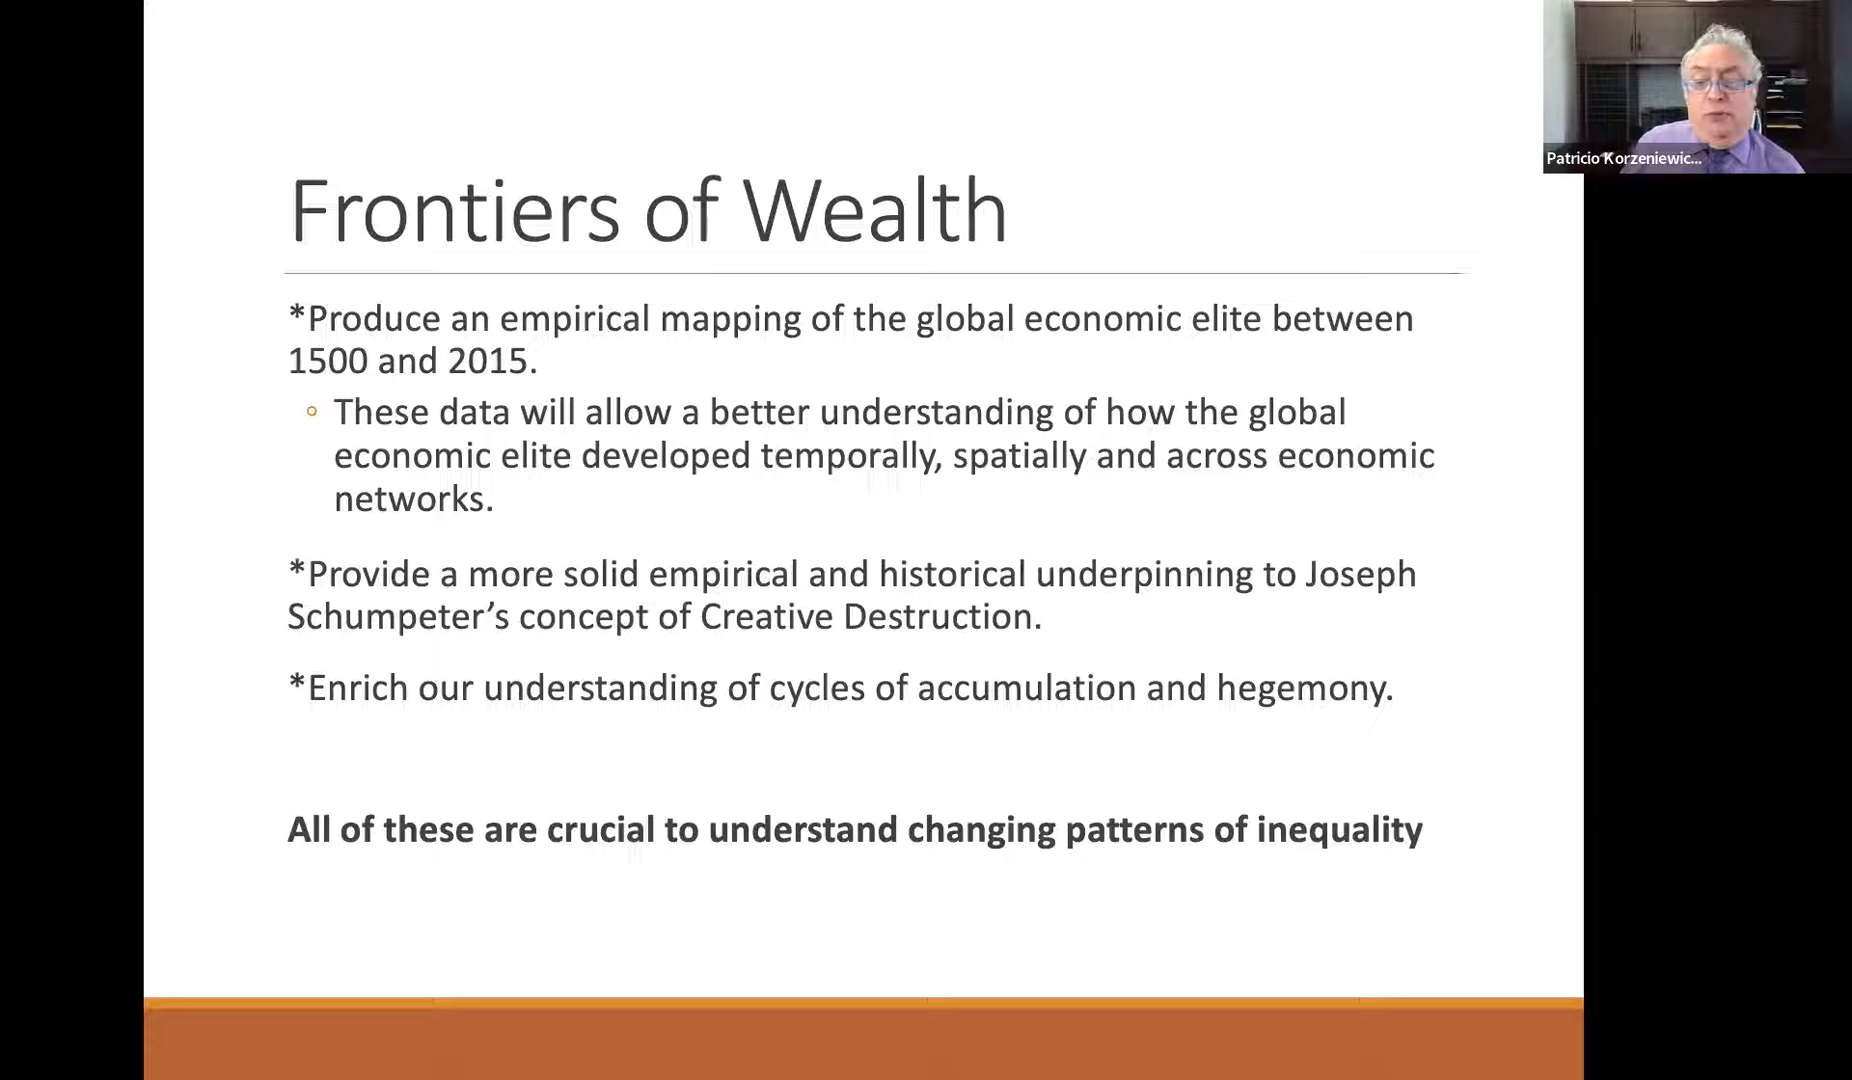 Patricio Korzeniewic...
Frontiers of Wealth
*Produce an empirical mapping of the global economic elite between
1500 and 2015.
◦ These data will allow a better understanding of how the global
economic elite developed temporally, spatially and across economic
networks.
*Provide a more solid empirical and historical underpinning to Joseph
Schumpeter’s concept of Creative Destruction.
*Enrich our understanding of cycles of accumulation and hegemony.
All of these are crucial to understand changing patterns of inequality